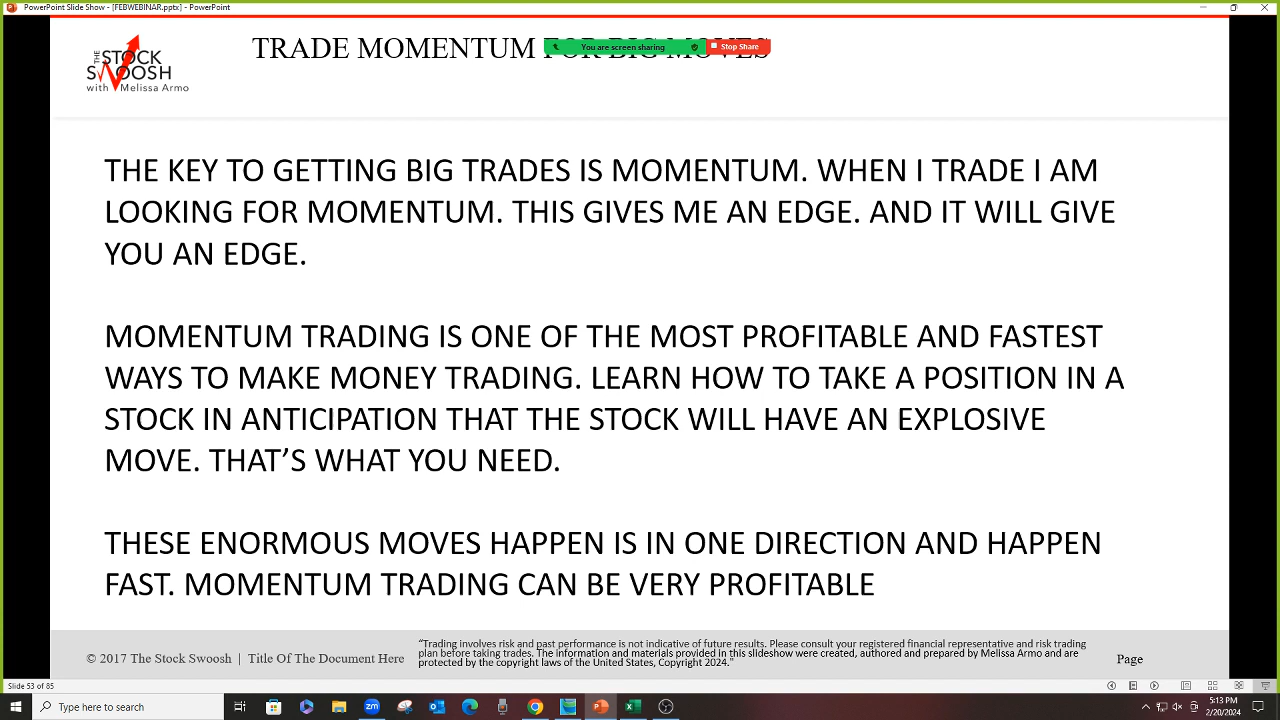 PowerPoint Slide Show - [FEBWEBINAR.pptx] - PowerPoint
THE STOCK SWOOSH
with Melissa Armo
TRADE MOMENTUM FOR BIG MOVES
You are screen sharing
Stop Share
THE KEY TO GETTING BIG TRADES IS MOMENTUM. WHEN I TRADE I AM
LOOKING FOR MOMENTUM. THIS GIVES ME AN EDGE. AND IT WILL GIVE
YOU AN EDGE.
MOMENTUM TRADING IS ONE OF THE MOST PROFITABLE AND FASTEST
WAYS TO MAKE MONEY TRADING. LEARN HOW TO TAKE A POSITION IN A
STOCK IN ANTICIPATION THAT THE STOCK WILL HAVE AN EXPLOSIVE
MOVE. THAT’S WHAT YOU NEED.
THESE ENORMOUS MOVES HAPPEN IS IN ONE DIRECTION AND HAPPEN
FAST. MOMENTUM TRADING CAN BE VERY PROFITABLE
© 2017 The Stock Swoosh | Title Of The Document Here
“Trading involves risk and past performance is not indicative of future results. Please consult your registered financial representative and risk trading
plan before taking trades. The information and materials provided in this slideshow were created, authored and prepared by Melissa Armo and are
protected by the copyright laws of the United States, Copyright 2024."
Page
Slide 53 of 85
Type here to search
5:13 PM
2/20/2024